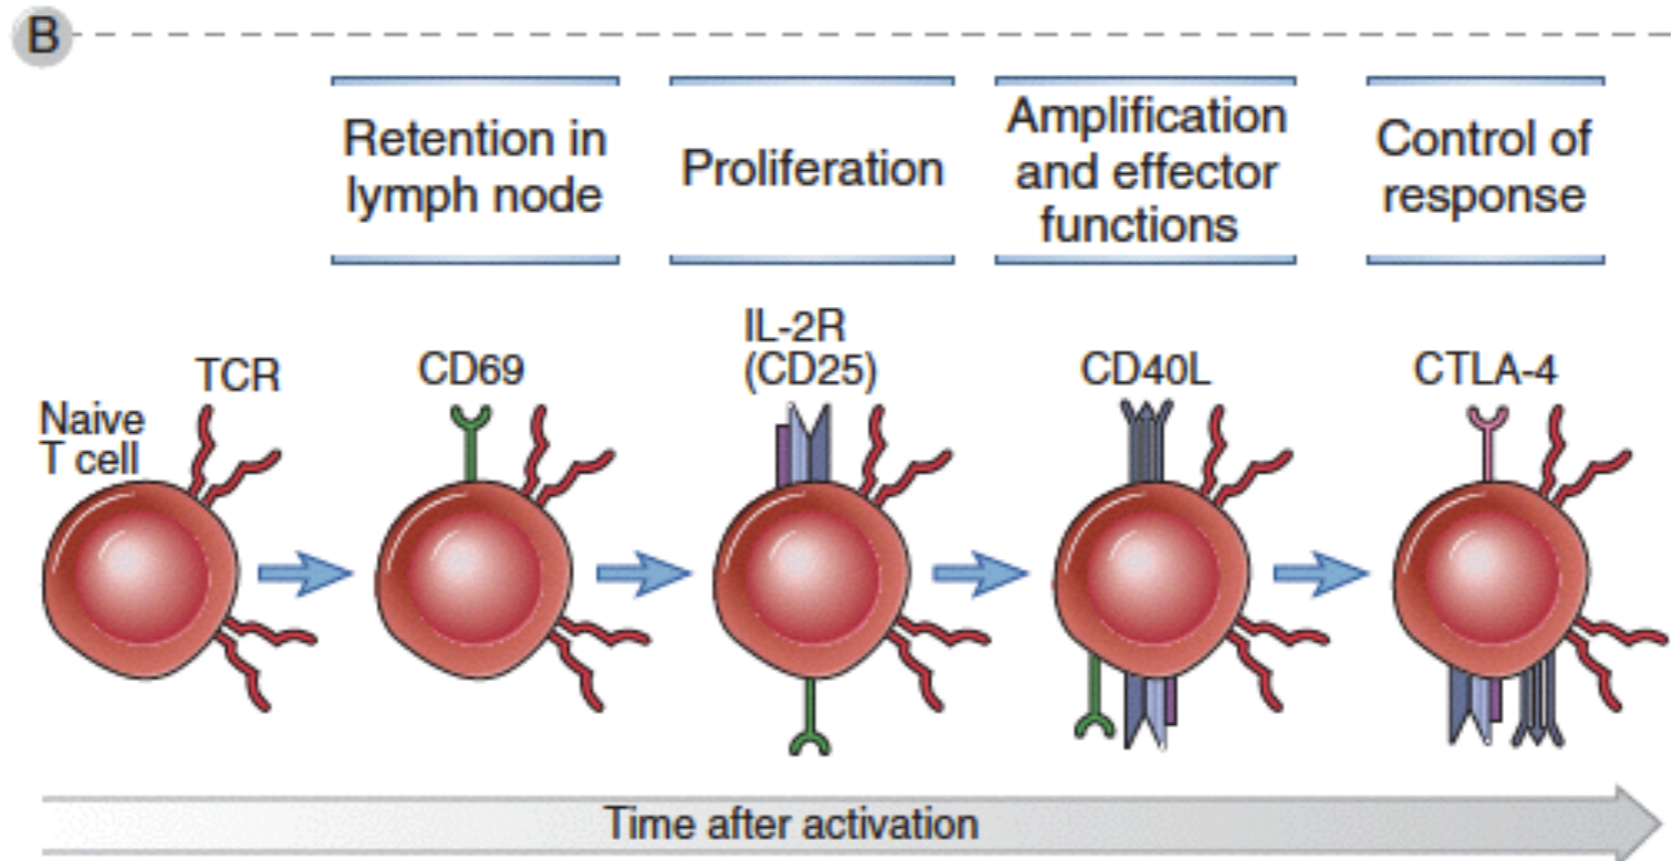 B
Retention in
lymph node
Proliferation
Amplification
and effector
functions
Control of
response
Naive
T cell
TCR
CD69
IL-2R
(CD25)
CD40L
CTLA-4
Time after activation